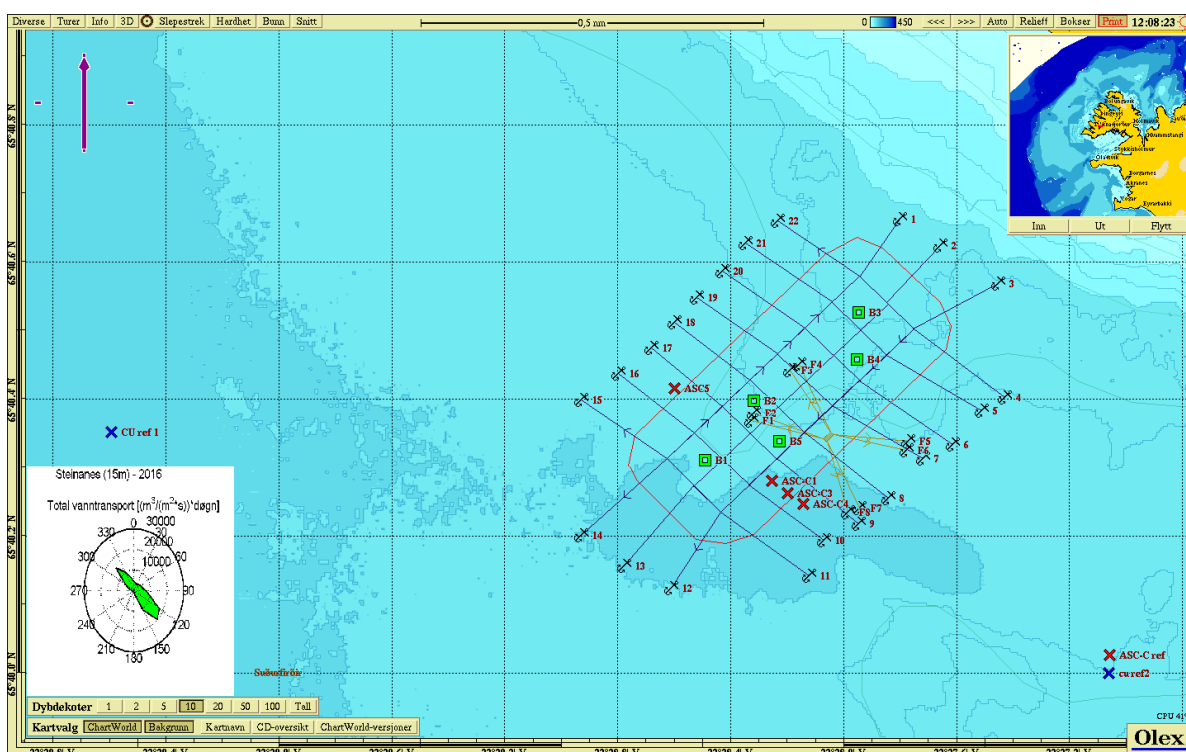 Diverse Turer Info 3D Slepestrek Hardhet Bunn Snitt 0,5 nm 0 450 <<< >>> Auto Relieff Bokser Print 12:08:23
65°40,8' N
65°40,6' N
65°40,4' N
65°40,2' N
65°40,0' N
Inn Ut Flytt
22
1
21
2
20
3
19
B3
18
17
B4
F4
F3
16
ASC5
15
B2
4
5
F2
F1
CU ref 1
B5
F5
6
F6
7
B1
ASC-C1
ASC-C3
8
ASC-C4
F7
F8
9
14
10
13
11
12
Steinanes (15m) - 2016
Total vanntransport [(m³/(m²*s))*døgn]
0
30000
330
30
20000
300
60
10000
270
90
240
120
210
150
180
ASC-C ref
cu ref2
Suðurfirðir
Dybdekoter 1 2 5 10 20 50 100 Tall
Kartvalg ChartWorld Bakgrunn Kartnavn CD-oversikt ChartWorld-versjoner
Olex